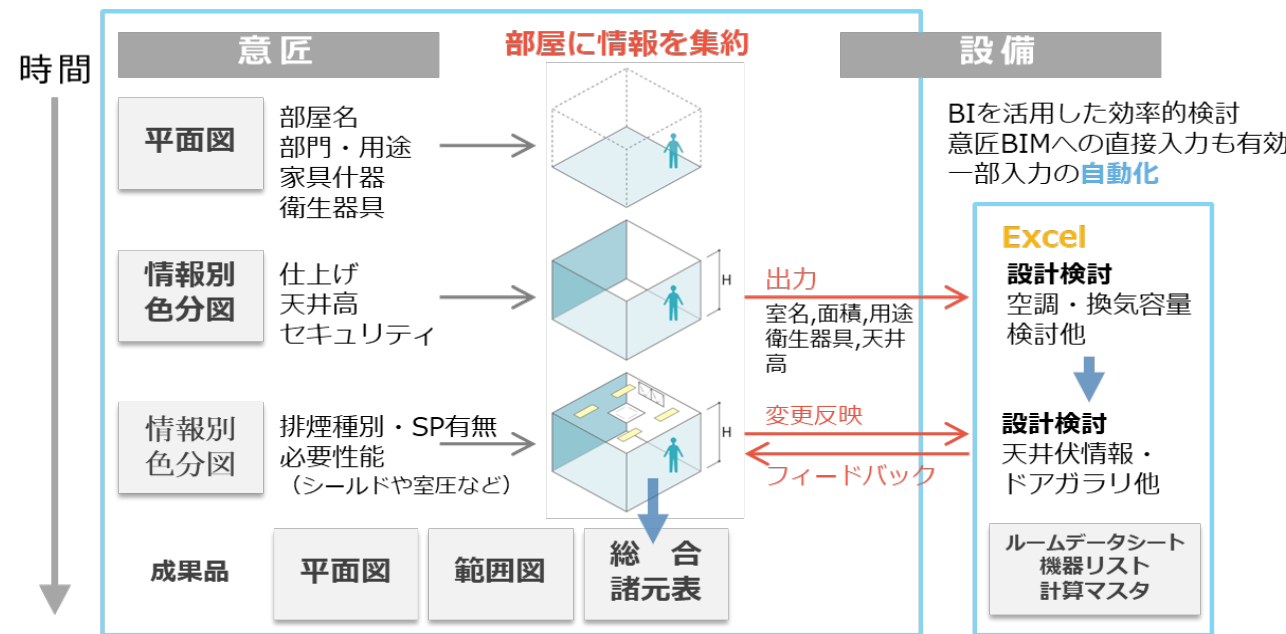 時間
意匠
部屋に情報を集約
設備
平面図
部屋名
部門・用途
家具什器
衛生器具
BIを活用した効率的検討
意匠BIMへの直接入力も有効
一部入力の自動化
情報別
色分図
仕上げ
天井高
セキュリティ
H
出力
室名,面積,用途
衛生器具,天井
高
Excel
設計検討
空調・換気容量
検討他
情報別
色分図
排煙種別・SP有無
必要性能
（シールドや室圧など）
H
変更反映
フィードバック
設計検討
天井伏情報・
ドアガラリ他
成果品
平面図
範囲図
総　合
諸元表
ルームデータシート
機器リスト
計算マスタ